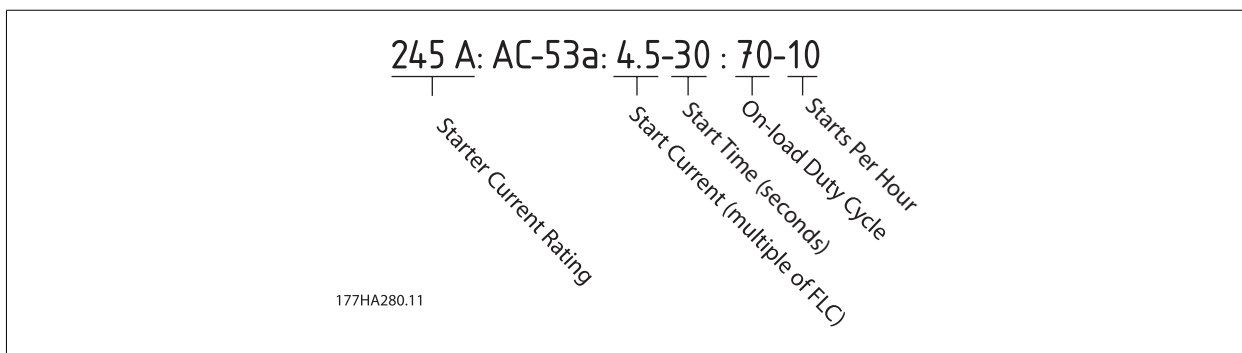 245 A: AC-53a: 4.5-30 : 70-10
Starter Current Rating
Start Current (multiple of FLC)
Start Time (seconds)
On-load Duty Cycle
Starts Per Hour
177HA280.11